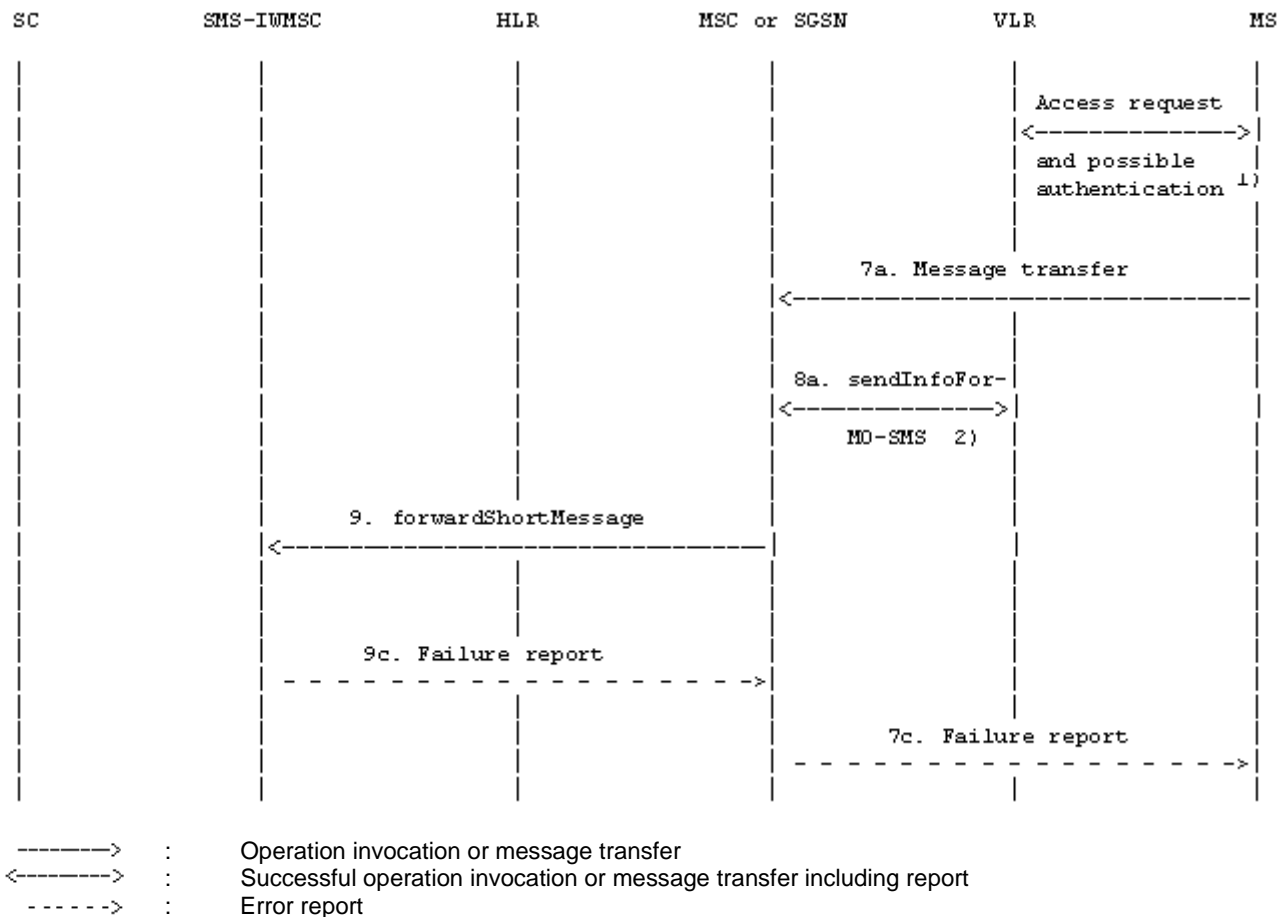 SC SMS-IWMSC HLR MSC or SGSN VLR MS
Access request
and possible
authentication 1)
7a. Message transfer
8a. sendInfoFor-
MO-SMS 2)
9. forwardShortMessage
9c. Failure report
7c. Failure report
: Operation invocation or message transfer
: Successful operation invocation or message transfer including report
: Error report